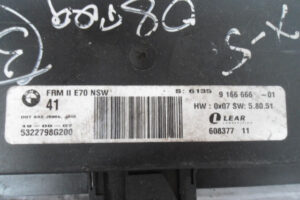 X-5
FRM II E70 NSW
S: 6135
9 166 666 -01
41
HW: 0x07 SW: 5.80.51
LEAR
5322798G200
608377 11